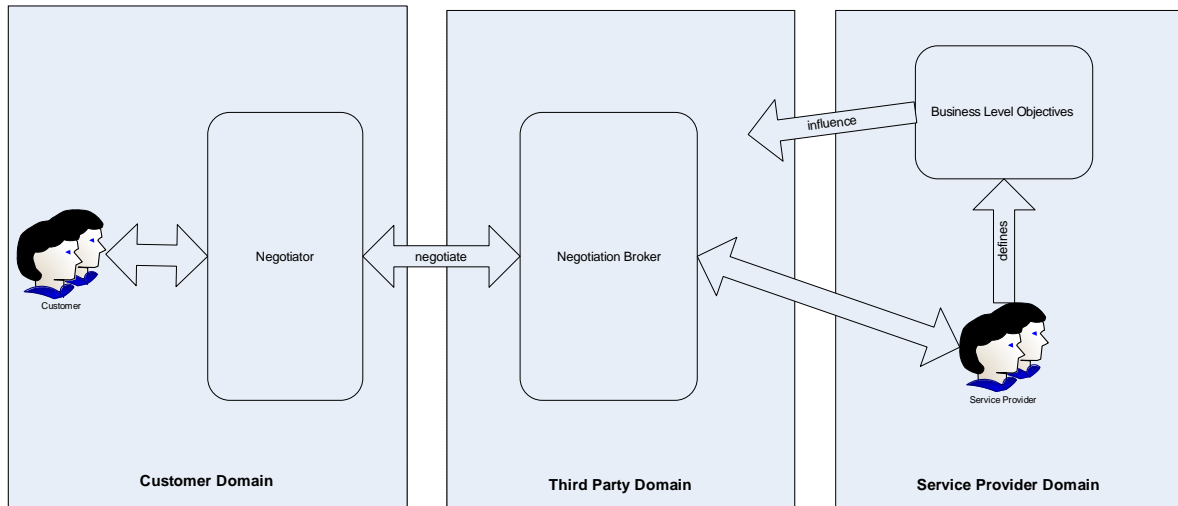 Business Level Objectives
influence
defines
Negotiator
negotiate
Negotiation Broker
Customer
Service Provider
Customer Domain
Third Party Domain
Service Provider Domain